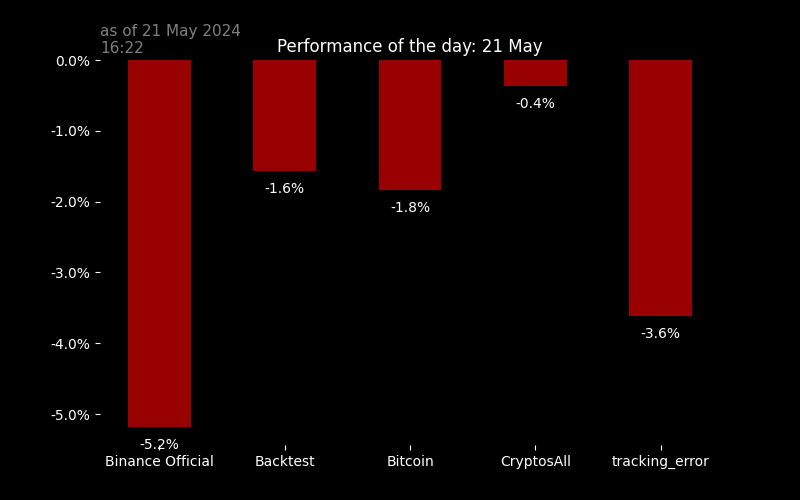 as of 21 May 2024
16:22
Performance of the day: 21 May
0.0%
-1.0%
-2.0%
-3.0%
-4.0%
-5.0%
-5.2%
-1.6%
-1.8%
-0.4%
-3.6%
Binance Official
Backtest
Bitcoin
CryptosAll
tracking_error